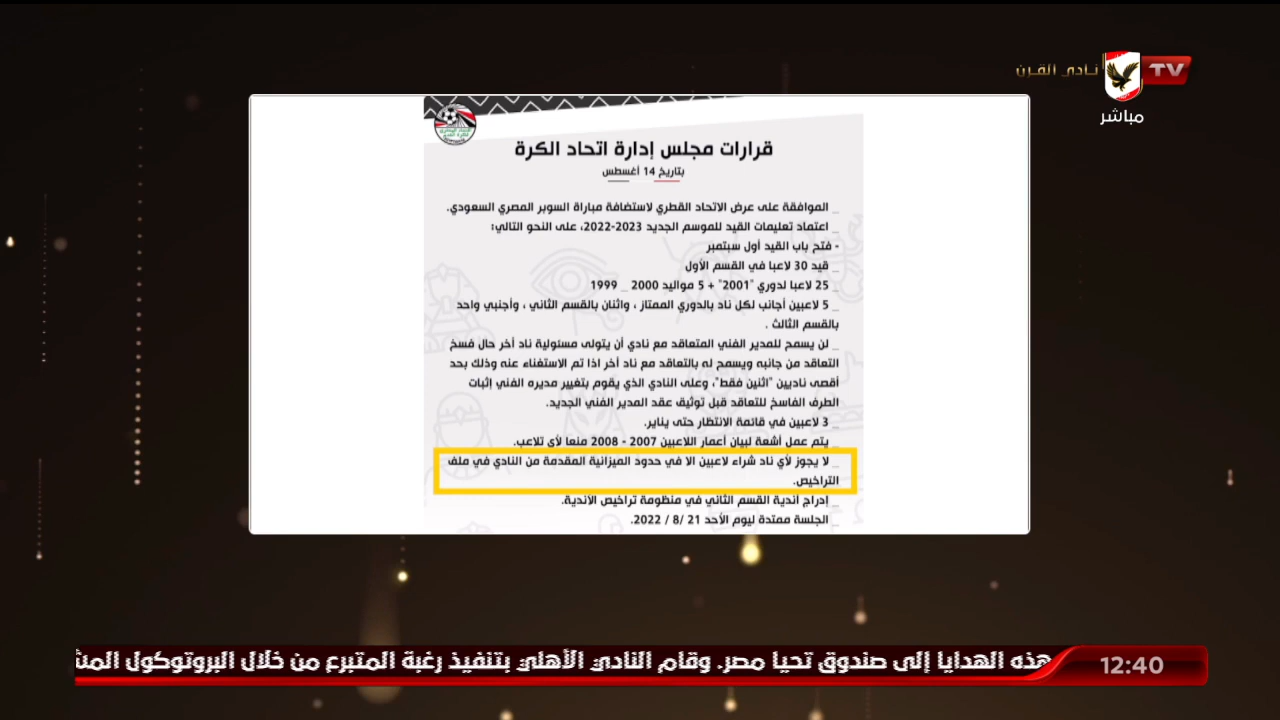 نادي القرن
TV
مباشر
قرارات مجلس إدارة اتحاد الكرة
بتاريخ 14 أغسطس
_ الموافقة على عرض الاتحاد القطري لاستضافة مباراة السوبر المصري السعودي.
_ اعتماد تعليمات القيد للموسم الجديد 2023-2022، على النحو التالي:
- فتح باب القيد أول سبتمبر
_ قيد 30 لاعبا في القسم الأول
_ 25 لاعبا لدوري "2001" + 5 مواليد 2000 _ 1999
_ 5 لاعبين أجانب لكل ناد بالدوري الممتاز ، واثنان بالقسم الثاني ، وأجنبي واحد
بالقسم الثالث .
_ لن يسمح للمدير الفني المتعاقد مع نادي أن يتولى مسئولية ناد أخر حال فسخ
التعاقد من جانبه ويسمح له بالتعاقد مع ناد أخر اذا تم الاستغناء عنه وذلك بحد
أقصى ناديين "اثنين فقط"، وعلى النادي الذي يقوم بتغيير مديره الفني إثبات
الطرف الفاسخ للتعاقد قبل توثيق عقد المدير الفني الجديد.
_ 3 لاعبين في قائمة الانتظار حتى يناير.
_ يتم عمل أشعة لبيان أعمار اللاعبين 2007 - 2008 منعا لأى تلاعب.
_ لا يجوز لأي ناد شراء لاعبين الا في حدود الميزانية المقدمة من النادي في ملف
التراخيص.
_ إدراج أندية القسم الثاني في منظومة تراخيص الأندية.
_ الجلسة ممتدة ليوم الأحد 21 /8 / 2022.
هذه الهدايا إلى صندوق تحيا مصر. وقام النادي الأهلي بتنفيذ رغبة المتبرع من خلال البروتوكول
12:40